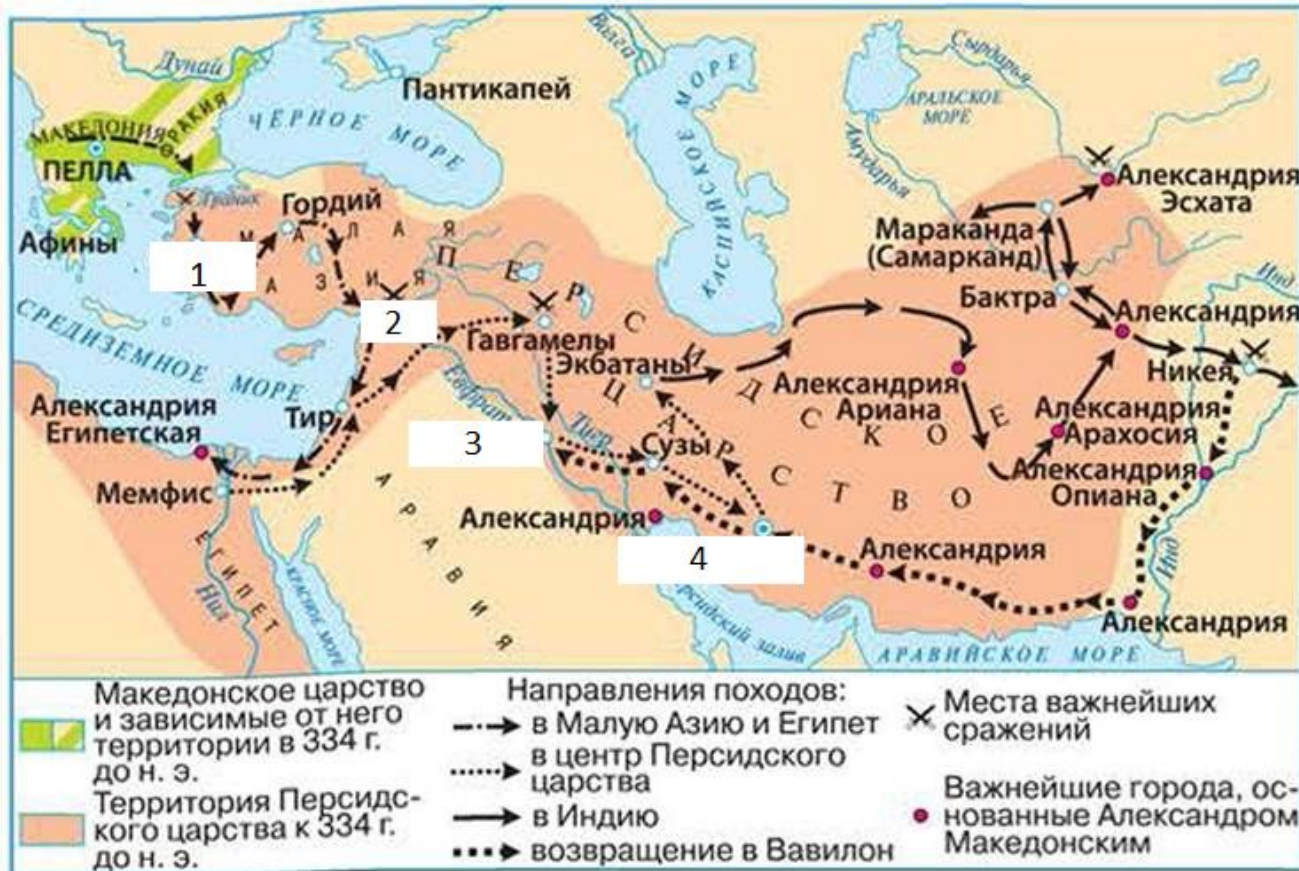 Дунай
Волга
Сырдарья
Пантикапей
АРАЛЬСКОЕ
МОРЕ
МАКЕДОНИЯ
ФРАКИЯ
ЧЁРНОЕ МОРЕ
КАСПИЙСКОЕ МОРЕ
Амударья
ПЕЛЛА
Граник
Гордий
Александрия
Эсхата
Афины
МАЛАЯ
АЗИЯ
1
Мараканда
(Самарканд)
Инд
Бактра
Александрия
2
ПЕРСИДСКОЕ
ЦАРСТВО
СРЕДИЗЕМНОЕ МОРЕ
Гавгамелы
Экбатаны
Никея
Александрия
Египетская
Тир
Евфрат
Александрия
Ариана
Александрия
Арахосия
3
Тигр
Сузы
Александрия
Опиана
Мемфис
АРАВИЯ
Александрия
4
Александрия
Инд
ЕГИПЕТ
Нил
КРАСНОЕ МОРЕ
Александрия
залив
АРАВИЙСКОЕ МОРЕ
Македонское царство
и зависимые от него
территории в 334 г.
до н. э.
Территория Персидс-
кого царства к 334 г.
до н. э.
Направления походов:
в Малую Азию и Египет
в центр Персидского
царства
в Индию
возвращение в Вавилон
Места важнейших
сражений
Важнейшие города, ос-
нованные Александром
Македонским